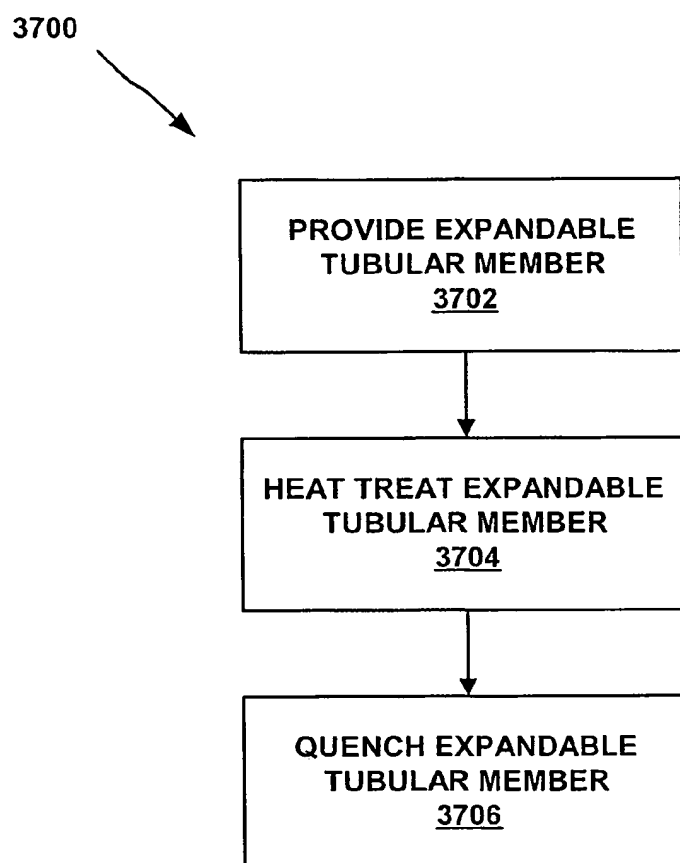 3700
PROVIDE EXPANDABLE
TUBULAR MEMBER
3702
HEAT TREAT EXPANDABLE
TUBULAR MEMBER
3704
QUENCH EXPANDABLE
TUBULAR MEMBER
3706